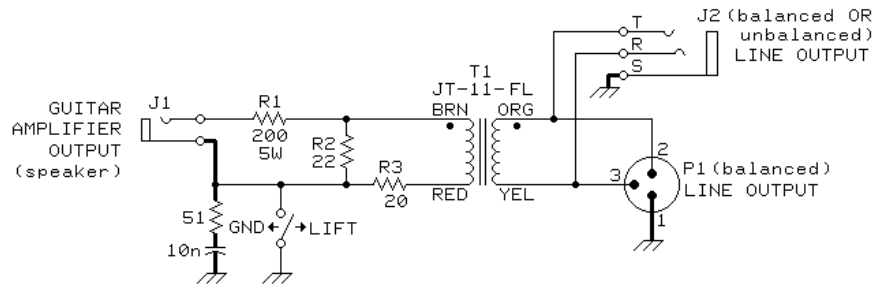 J2 (balanced OR
unbalanced)
LINE OUTPUT
T
R
S
T1
JT-11-FL
GUITAR
AMPLIFIER
OUTPUT
(speaker)
J1
R1
200
5W
BRN
ORG
R2
22
R3
20
RED
YEL
2
3
1
P1 (balanced)
LINE OUTPUT
51
10n
GND
LIFT